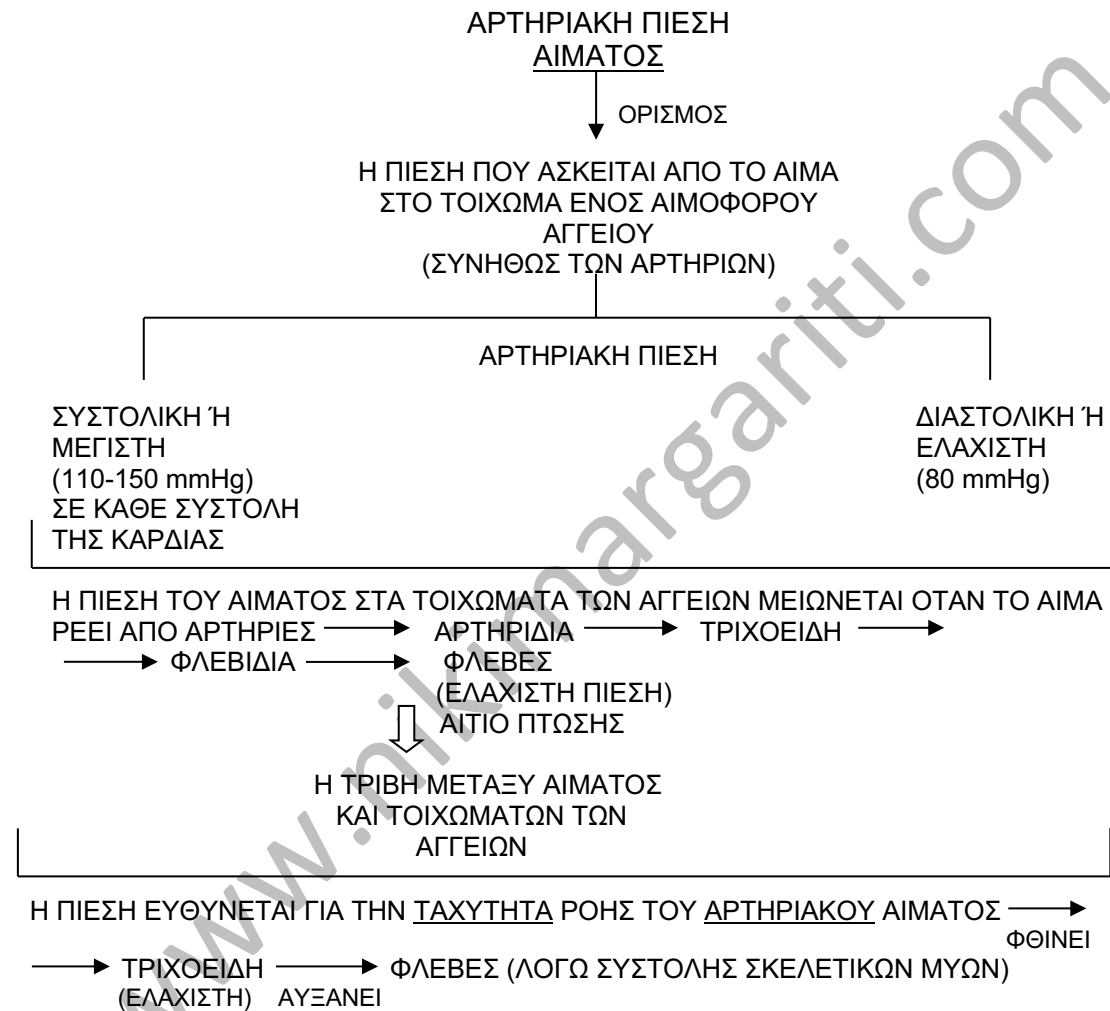 ΑΡΤΗΡΙΑΚΗ ΠΙΕΣΗ
ΑΙΜΑΤΟΣ
ΟΡΙΣΜΟΣ
Η ΠΙΕΣΗ ΠΟΥ ΑΣΚΕΙΤΑΙ ΑΠΟ ΤΟ ΑΙΜΑ
ΣΤΟ ΤΟΙΧΩΜΑ ΕΝΟΣ ΑΙΜΟΦΟΡΟΥ
ΑΓΓΕΙΟΥ
(ΣΥΝΗΘΩΣ ΤΩΝ ΑΡΤΗΡΙΩΝ)
ΑΡΤΗΡΙΑΚΗ ΠΙΕΣΗ
ΣΥΣΤΟΛΙΚΗ Ή
ΜΕΓΙΣΤΗ
(110-150 mmHg)
ΣΕ ΚΑΘΕ ΣΥΣΤΟΛΗ
ΤΗΣ ΚΑΡΔΙΑΣ
ΔΙΑΣΤΟΛΙΚΗ Ή
ΕΛΑΧΙΣΤΗ
(80 mmHg)
Η ΠΙΕΣΗ ΤΟΥ ΑΙΜΑΤΟΣ ΣΤΑ ΤΟΙΧΩΜΑΤΑ ΤΩΝ ΑΓΓΕΙΩΝ ΜΕΙΩΝΕΤΑΙ ΟΤΑΝ ΤΟ ΑΙΜΑ
ΡΕΕΙ ΑΠΟ ΑΡΤΗΡΙΕΣ → ΑΡΤΗΡΙΔΙΑ → ΤΡΙΧΟΕΙΔΗ →
→ ΦΛΕΒΙΔΙΑ → ΦΛΕΒΕΣ
(ΕΛΑΧΙΣΤΗ ΠΙΕΣΗ)
ΑΙΤΙΟ ΠΤΩΣΗΣ
Η ΤΡΙΒΗ ΜΕΤΑΞΥ ΑΙΜΑΤΟΣ
ΚΑΙ ΤΟΙΧΩΜΑΤΩΝ ΤΩΝ
ΑΓΓΕΙΩΝ
Η ΠΙΕΣΗ ΕΥΘΥΝΕΤΑΙ ΓΙΑ ΤΗΝ ΤΑΧΥΤΗΤΑ ΡΟΗΣ ΤΟΥ ΑΡΤΗΡΙΑΚΟΥ ΑΙΜΑΤΟΣ →
ΦΘΙΝΕΙ
→ ΤΡΙΧΟΕΙΔΗ → ΦΛΕΒΕΣ (ΛΟΓΩ ΣΥΣΤΟΛΗΣ ΣΚΕΛΕΤΙΚΩΝ ΜΥΩΝ)
(ΕΛΑΧΙΣΤΗ) ΑΥΞΑΝΕΙ
www.nikimargariti.com